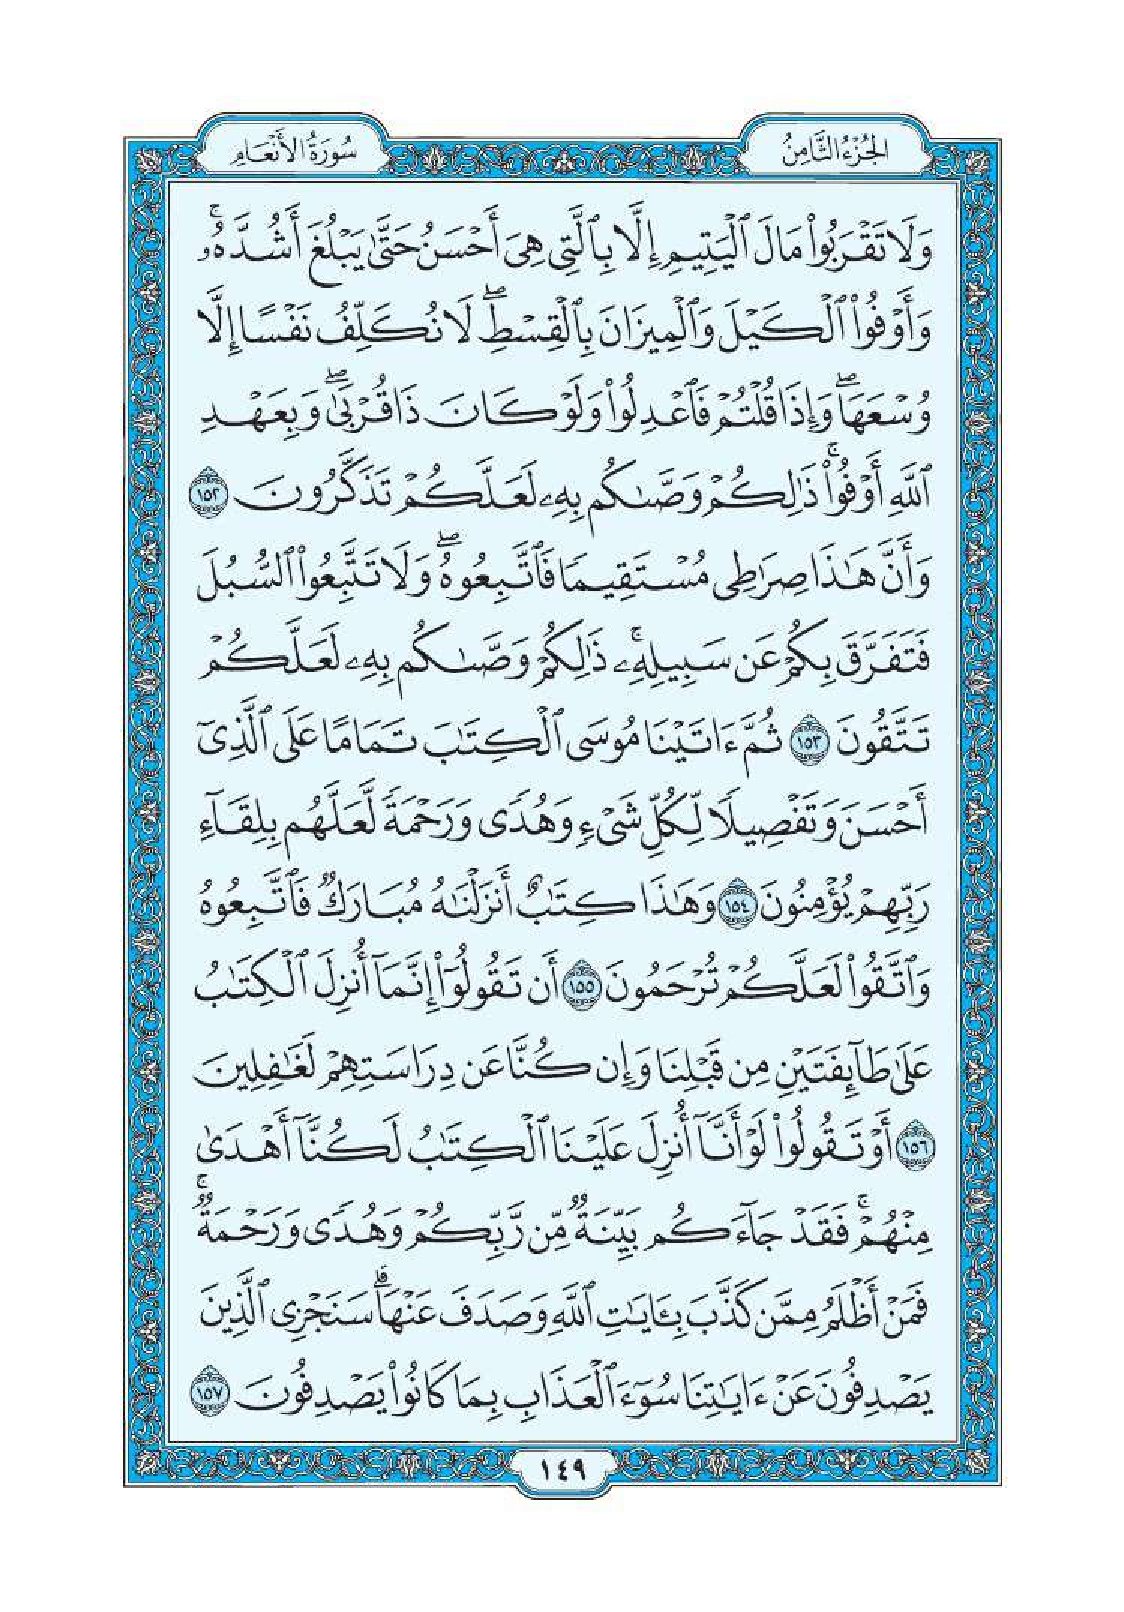 الجُزْءُ الثَّامِنُ
سُورَةُ الأَنْعَامِ
وَلَا تَقْرَبُوا۟ مَالَ ٱلْيَتِيمِ إِلَّا بِٱلَّتِى هِىَ أَحْسَنُ حَتَّىٰ يَبْلُغَ أَشُدَّهُۥۚ
وَأَوْفُوا۟ ٱلْكَيْلَ وَٱلْمِيزَانَ بِٱلْقِسْطِۖ لَا نُكَلِّفُ نَفْسًا إِلَّا
وُسْعَهَاۖ وَإِذَا قُلْتُمْ فَٱعْدِلُوا۟ وَلَوْ كَانَ ذَا قُرْبَىٰۖ وَبِعَهْدِ
ٱللَّهِ أَوْفُوا۟ۚ ذَٰلِكُمْ وَصَّىٰكُم بِهِۦ لَعَلَّكُمْ تَذَكَّرُونَ ١٥٢
وَأَنَّ هَٰذَا صِرَٰطِى مُسْتَقِيمًا فَٱتَّبِعُوهُۖ وَلَا تَتَّبِعُوا۟ ٱلسُّبُلَ
فَتَفَرَّقَ بِكُمْ عَن سَبِيلِهِۦۚ ذَٰلِكُمْ وَصَّىٰكُم بِهِۦ لَعَلَّكُمْ
تَتَّقُونَ ١٥٣ ثُمَّ ءَاتَيْنَا مُوسَى ٱلْكِتَٰبَ تَمَامًا عَلَى ٱلَّذِىٓ
أَحْسَنَ وَتَفْصِيلًا لِّكُلِّ شَىْءٍ وَهُدًى وَرَحْمَةً لَّعَلَّهُم بِلِقَآءِ
رَبِّهِمْ يُؤْمِنُونَ ١٥٤ وَهَٰذَا كِتَٰبٌ أَنزَلْنَٰهُ مُبَارَكٌ فَٱتَّبِعُوهُ
وَٱتَّقُوا۟ لَعَلَّكُمْ تُرْحَمُونَ ١٥٥ أَن تَقُولُوٓا۟ إِنَّمَآ أُنزِلَ ٱلْكِتَٰبُ
عَلَىٰ طَآئِفَتَيْنِ مِن قَبْلِنَا وَإِن كُنَّا عَن دِرَاسَتِهِمْ لَغَٰفِلِينَ
١٥٦ أَوْ تَقُولُوا۟ لَوْ أَنَّآ أُنزِلَ عَلَيْنَا ٱلْكِتَٰبُ لَكُنَّآ أَهْدَىٰ
مِنْهُمْۚ فَقَدْ جَآءَكُم بَيِّنَةٌ مِّن رَّبِّكُمْ وَهُدًى وَرَحْمَةٌۚ
فَمَنْ أَظْلَمُ مِمَّن كَذَّبَ بِـَٔايَٰتِ ٱللَّهِ وَصَدَفَ عَنْهَاۗ سَنَجْزِى ٱلَّذِينَ
يَصْدِفُونَ عَنْ ءَايَٰتِنَا سُوٓءَ ٱلْعَذَابِ بِمَا كَانُوا۟ يَصْدِفُونَ ١٥٧
١٤٩